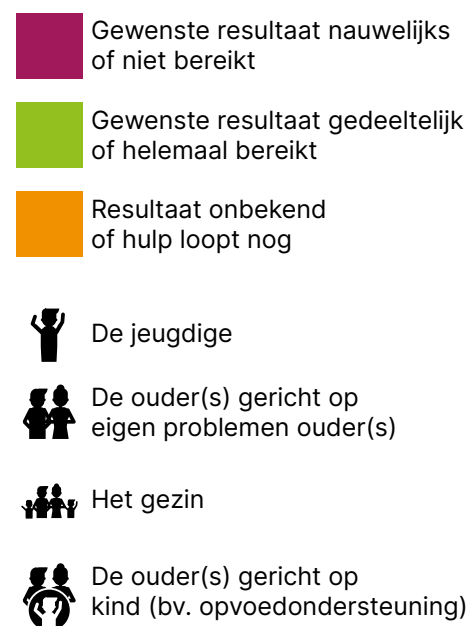 Gewenste resultaat nauwelijks
of niet bereikt
Gewenste resultaat gedeeltelijk
of helemaal bereikt
Resultaat onbekend
of hulp loopt nog
De jeugdige
De ouder(s) gericht op
eigen problemen ouder(s)
Het gezin
De ouder(s) gericht op
kind (bv. opvoedondersteuning)